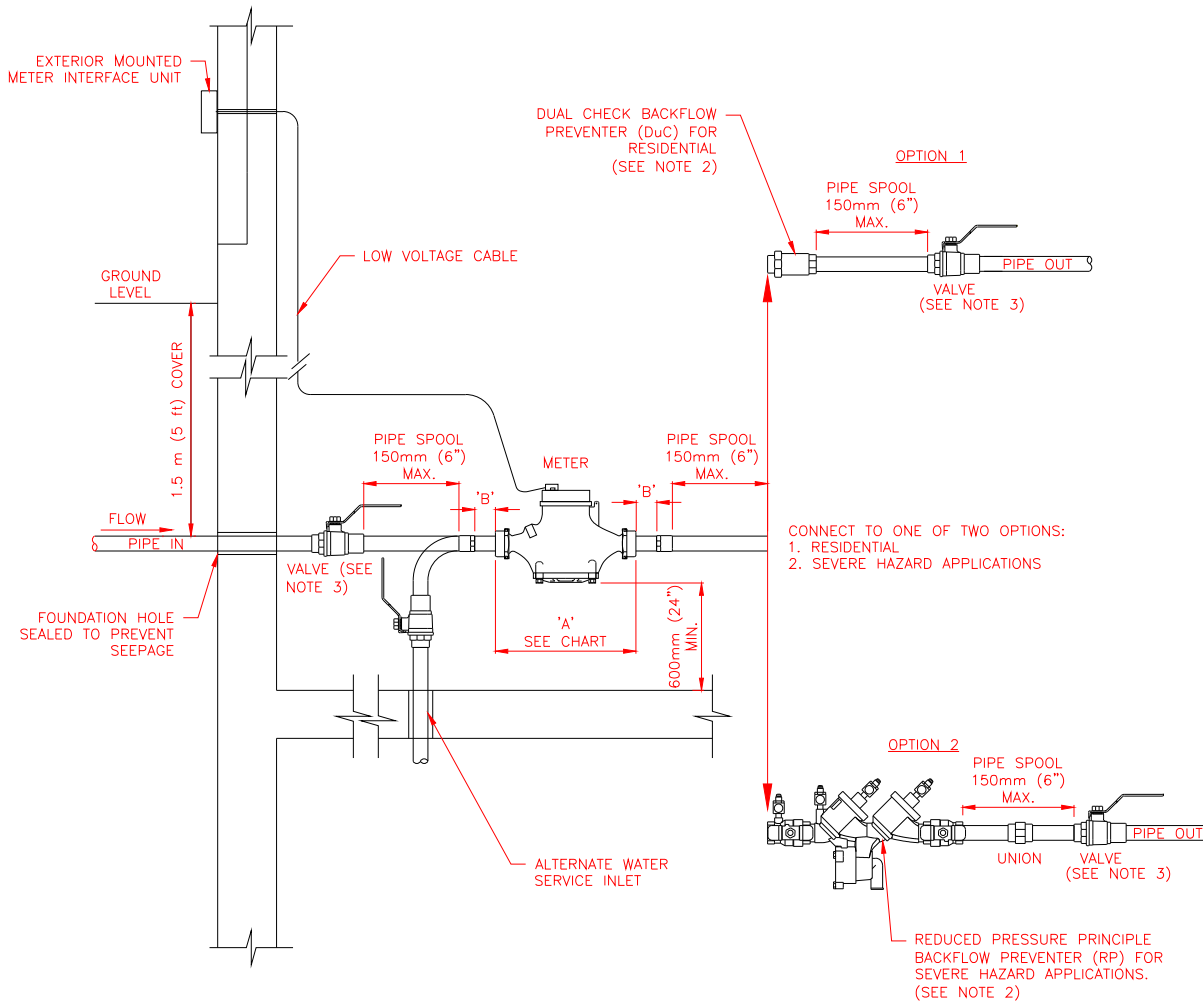 EXTERIOR MOUNTED
METER INTERFACE UNIT
DUAL CHECK BACKFLOW
PREVENTER (DuC) FOR
RESIDENTIAL
(SEE NOTE 2)
OPTION 1
PIPE SPOOL
150mm (6")
MAX.
PIPE OUT
VALVE
(SEE NOTE 3)
LOW VOLTAGE CABLE
GROUND
LEVEL
1.5 m (5 ft) COVER
PIPE SPOOL
150mm (6")
MAX.
'B'
METER
'B'
PIPE SPOOL
150mm (6")
MAX.
FLOW
PIPE IN
VALVE (SEE
NOTE 3)
CONNECT TO ONE OF TWO OPTIONS:
1. RESIDENTIAL
2. SEVERE HAZARD APPLICATIONS
FOUNDATION HOLE
SEALED TO PREVENT
SEEPAGE
'A'
SEE CHART
600mm (24")
MIN.
ALTERNATE WATER
SERVICE INLET
OPTION 2
PIPE SPOOL
150mm (6")
MAX.
PIPE OUT
UNION
VALVE
(SEE NOTE 3)
REDUCED PRESSURE PRINCIPLE
BACKFLOW PREVENTER (RP) FOR
SEVERE HAZARD APPLICATIONS.
(SEE NOTE 2)